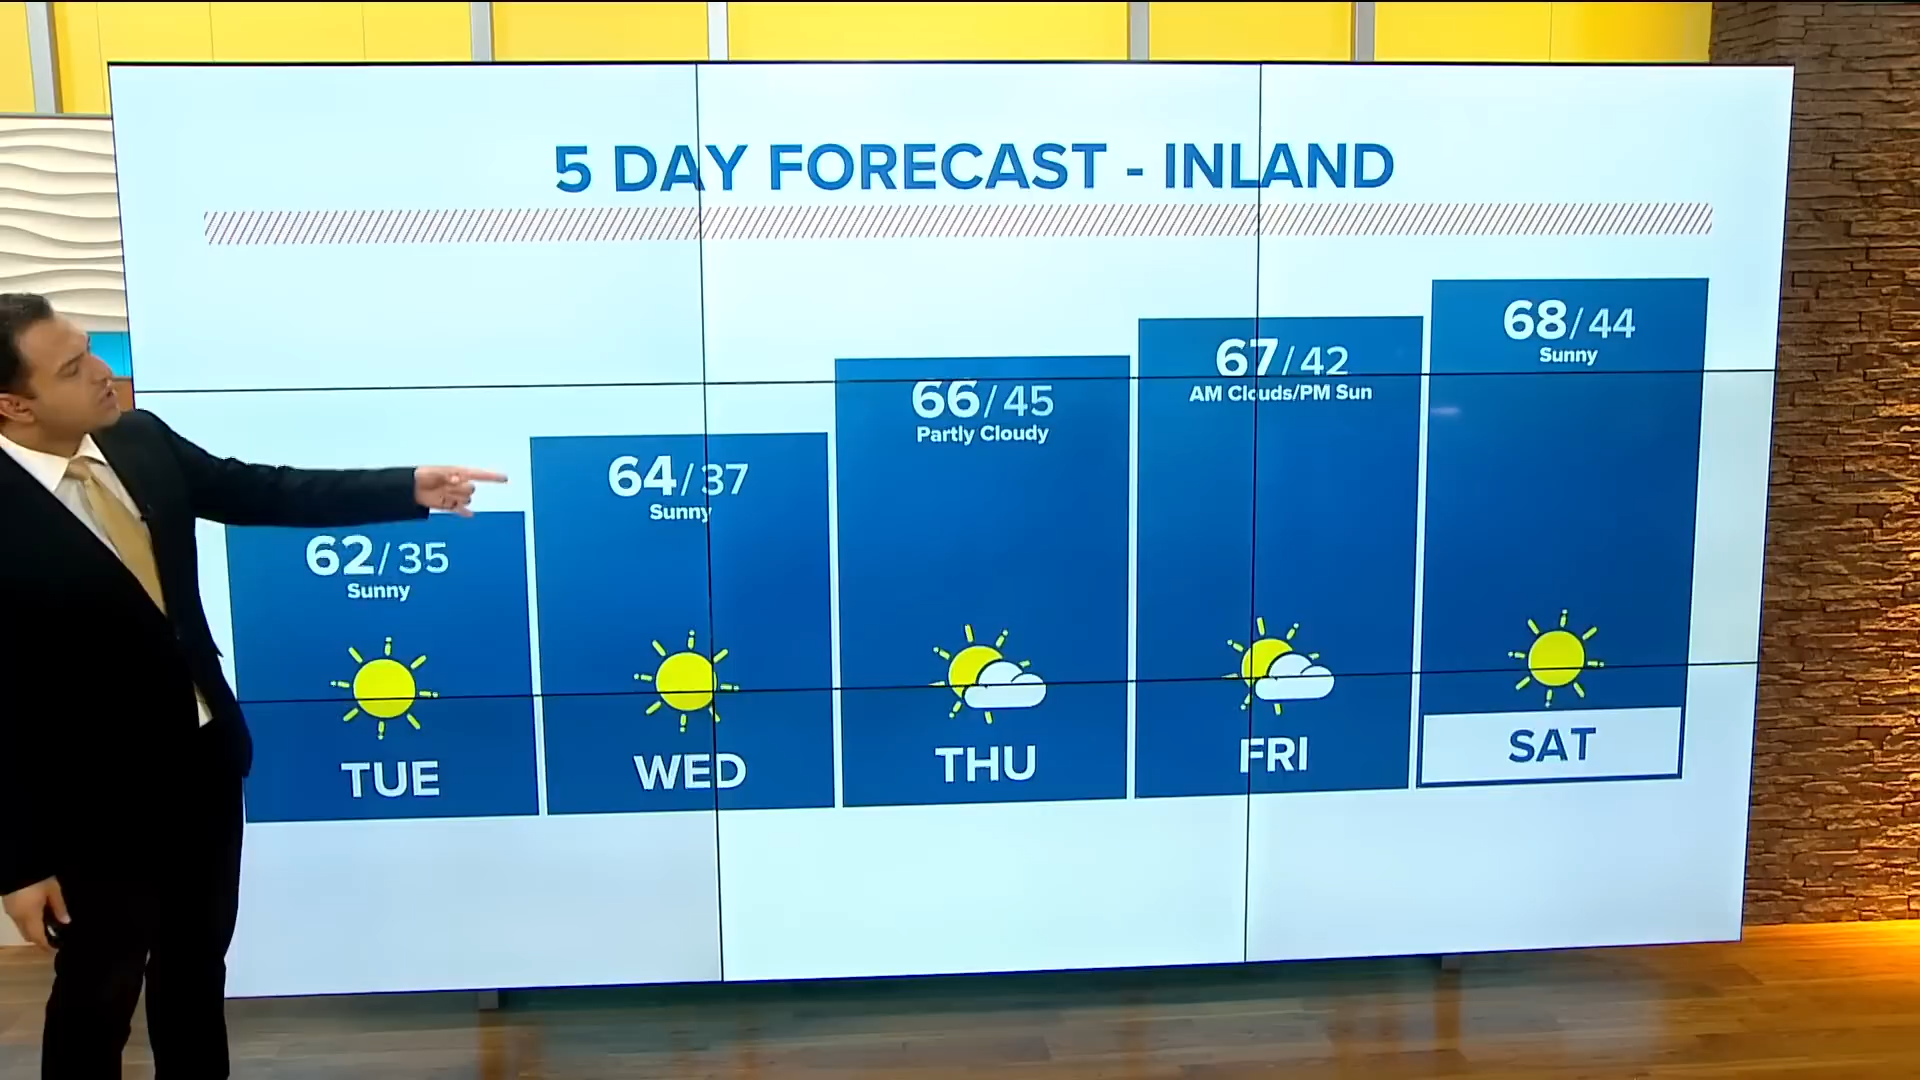 5 DAY FORECAST - INLAND
62/35
Sunny
TUE
64/37
Sunny
WED
66/45
Partly Cloudy
THU
67/42
AM Clouds/PM Sun
FRI
68/44
Sunny
SAT